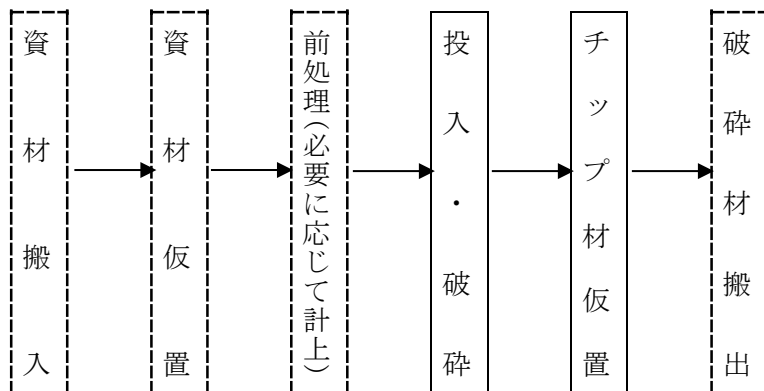 資材搬入
資材仮置
前処理(必要に応じて計上)
投入・破砕
チップ材仮置
破砕材搬出